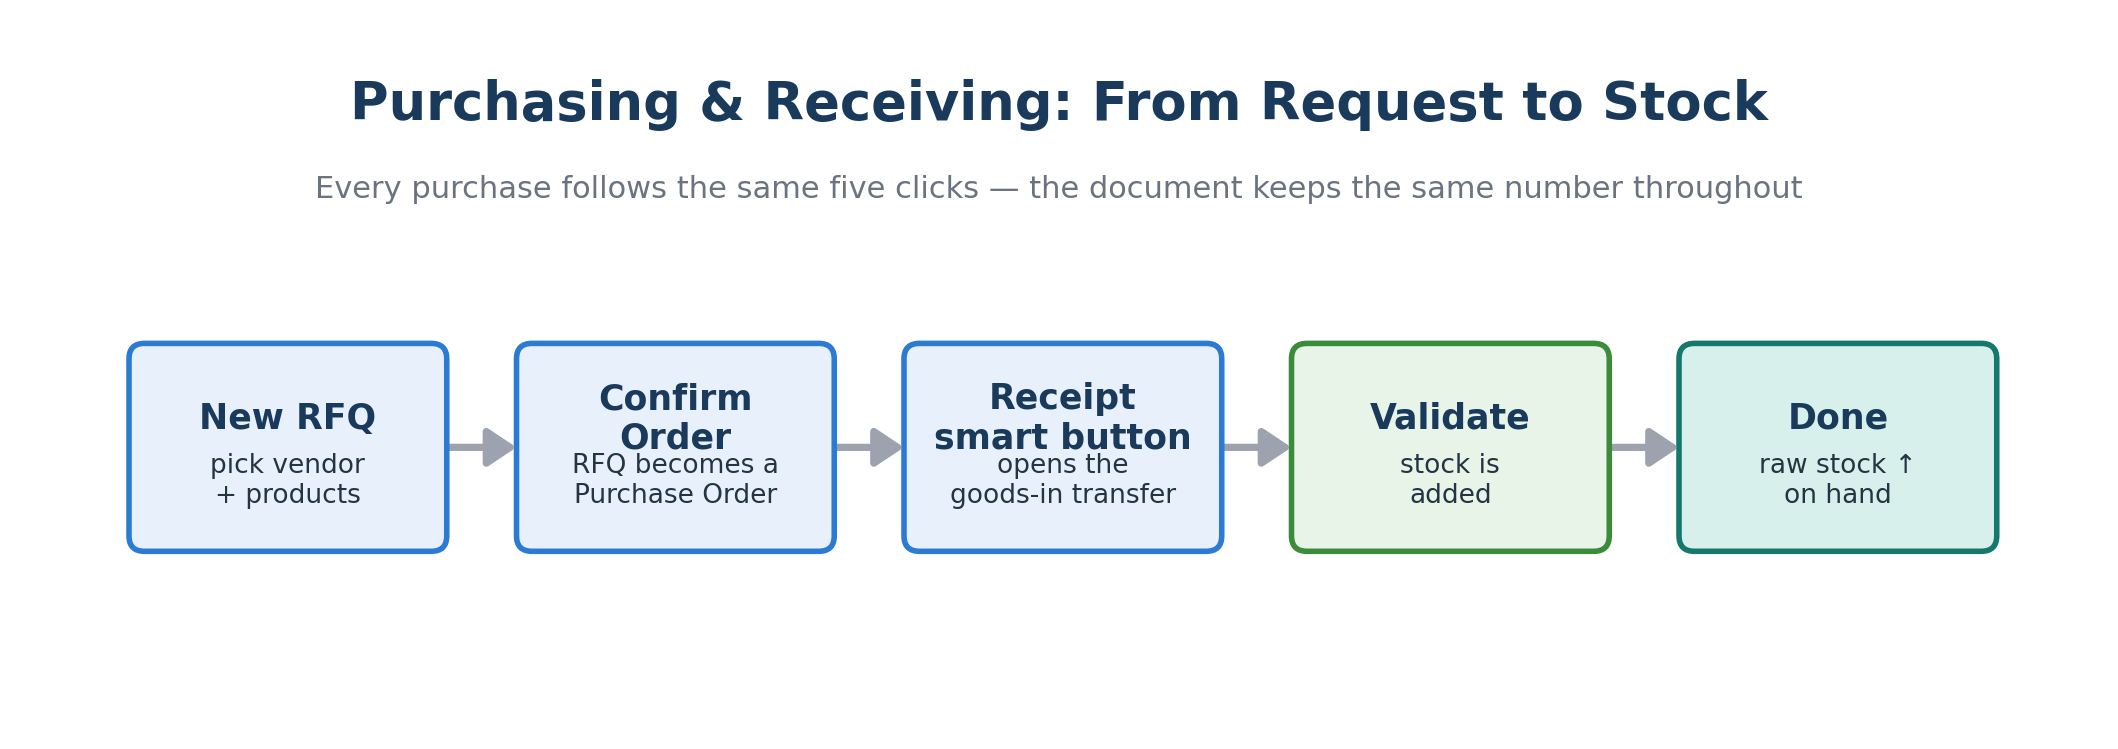 Purchasing & Receiving: From Request to Stock
Every purchase follows the same five clicks — the document keeps the same number throughout
New RFQ
pick vendor
+ products
Confirm
Order
RFQ becomes a
Purchase Order
Receipt
smart button
opens the
goods-in transfer
Validate
stock is
added
Done
raw stock ↑
on hand